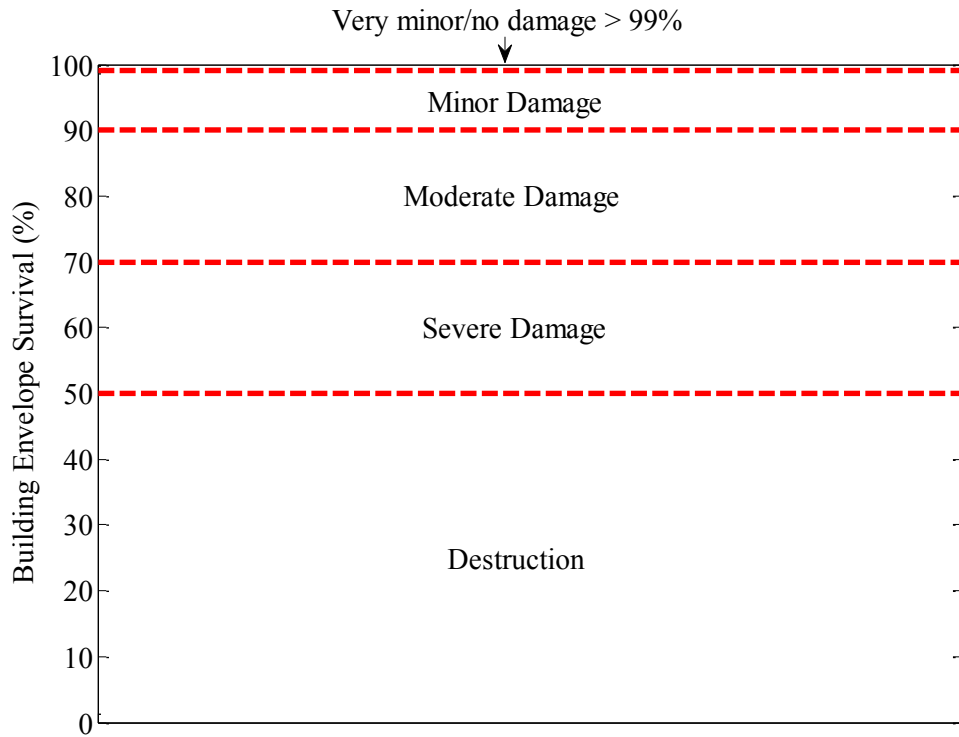 Very minor/no damage > 99%
100
Minor Damage
90
Moderate Damage
80
70
Severe Damage
60
50
40
30
Destruction
20
10
0
Building Envelope Survival (%)